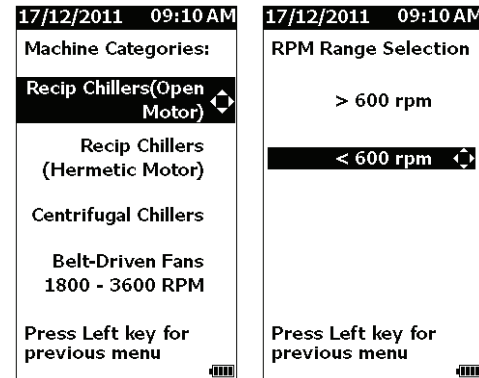 17/12/2011 09:10 AM
Machine Categories:
Recip Chillers(Open
Motor)
Recip Chillers
(Hermetic Motor)
Centrifugal Chillers
Belt-Driven Fans
1800 - 3600 RPM
Press Left key for
previous menu
17/12/2011 09:10 AM
RPM Range Selection
> 600 rpm
< 600 rpm
Press Left key for
previous menu